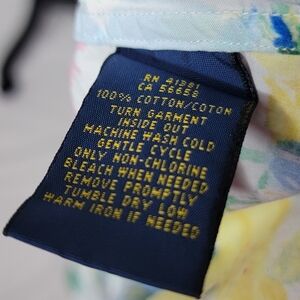 RN 41381
CA 56656
100% COTTON/COTON
TURN GARMENT
INSIDE OUT
MACHINE WASH COLD
GENTLE CYCLE
ONLY NON-CHLORINE
BLEACH WHEN NEEDED
REMOVE PROMPTLY
TUMBLE DRY LOW
WARM IRON IF NEEDED